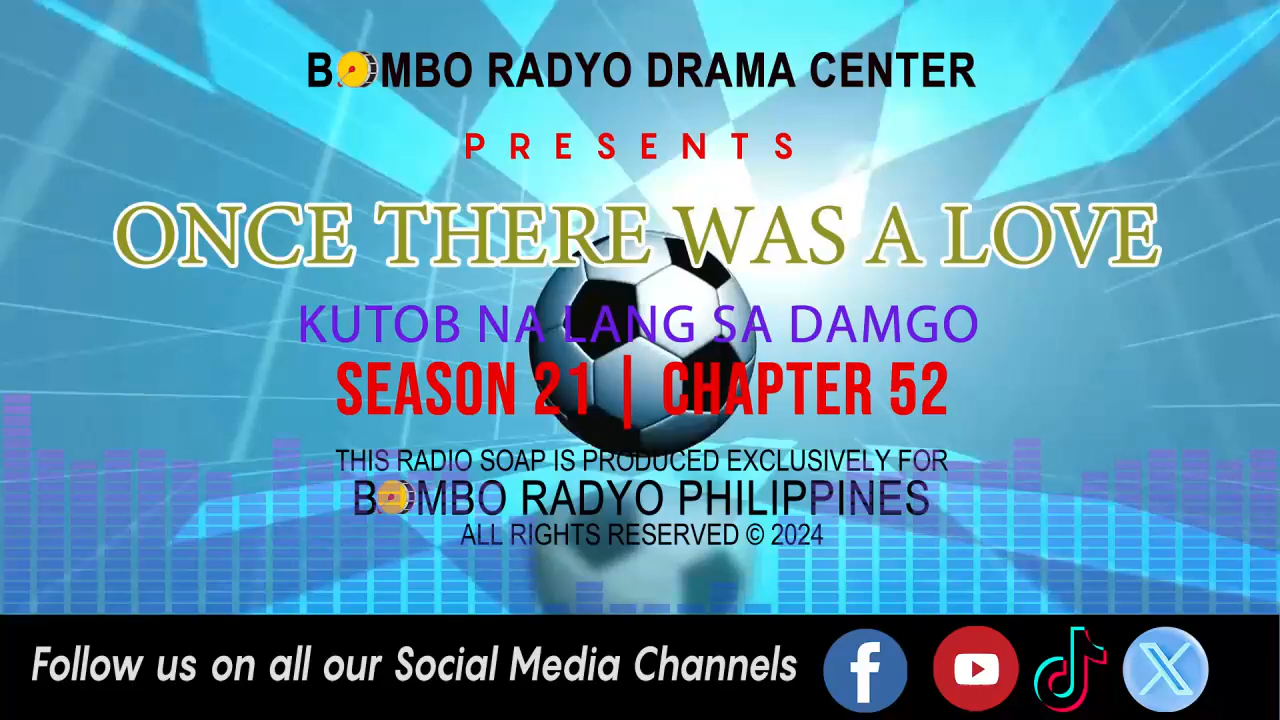 BOMBO RADYO DRAMA CENTER
PRESENTS
ONCE THERE WAS A LOVE
KUTOB NA LANG SA DAMGO
SEASON 21 | CHAPTER 52
THIS RADIO SOAP IS PRODUCED EXCLUSIVELY FOR
BOMBO RADYO PHILIPPINES
ALL RIGHTS RESERVED © 2024
Follow us on all our Social Media Channels